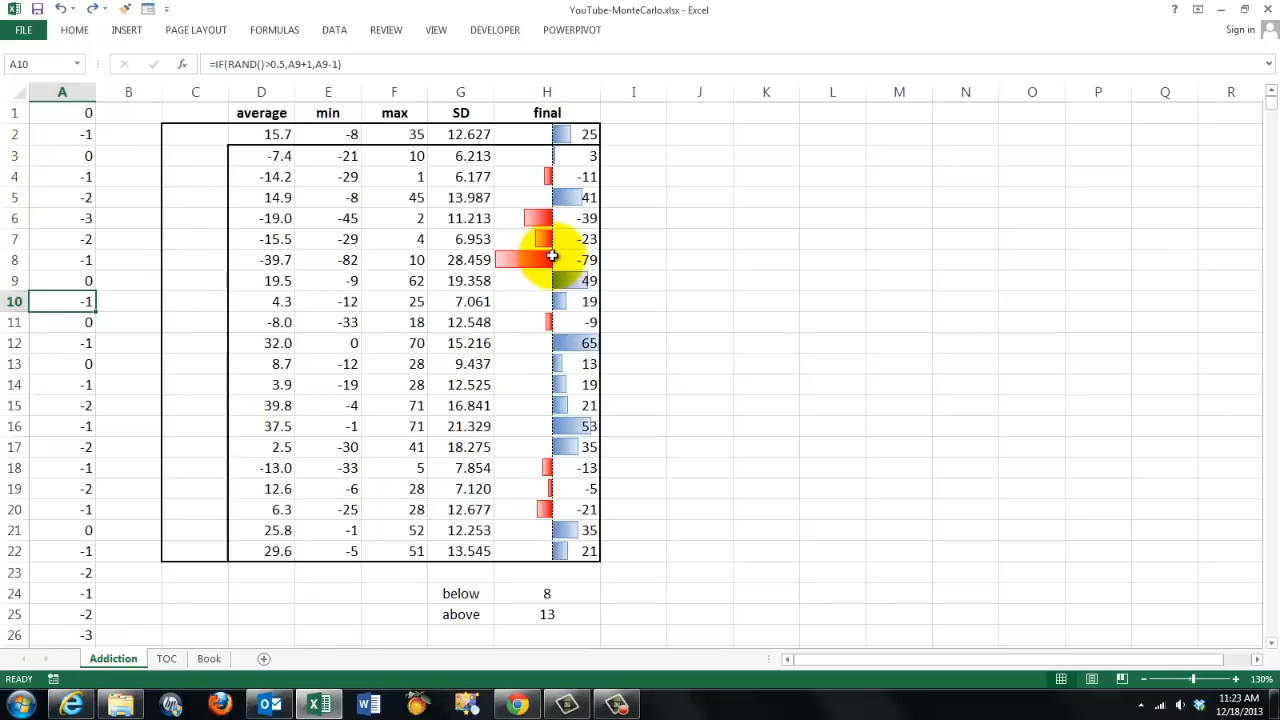 YouTube-MonteCarlo.xlsx - Excel
FILE HOME INSERT PAGE LAYOUT FORMULAS DATA REVIEW VIEW DEVELOPER POWERPIVOT Sign in
A10 fx =IF(RAND()>0.5,A9+1,A9-1)
A B C D E F G H I J K L M N O P Q R
1 0 average min max SD final
2 -1 15.7 -8 35 12.627 25
3 0 -7.4 -21 10 6.213 3
4 -1 -14.2 -29 1 6.177 -11
5 -2 14.9 -8 45 13.987 41
6 -3 -19.0 -45 2 11.213 -39
7 -2 -15.5 -29 4 6.953 -23
8 -1 -39.7 -82 10 28.459 -79
9 0 19.5 -9 62 19.358 49
10 -1 4.3 -12 25 7.061 19
11 0 -8.0 -33 18 12.548 -9
12 -1 32.0 0 70 15.216 65
13 0 8.7 -12 28 9.437 13
14 -1 3.9 -19 28 12.525 19
15 -2 39.8 -4 71 16.841 21
16 -1 37.5 -1 71 21.329 53
17 -2 2.5 -30 41 18.275 35
18 -1 -13.0 -33 5 7.854 -13
19 -2 12.6 -6 28 7.120 -5
20 -1 6.3 -25 28 12.677 -21
21 0 25.8 -1 52 12.253 35
22 -1 29.6 -5 51 13.545 21
23 -2
24 -1 below 8
25 -2 above 13
26 -3
Addiction TOC Book
READY 130%
11:23 AM
12/18/2013